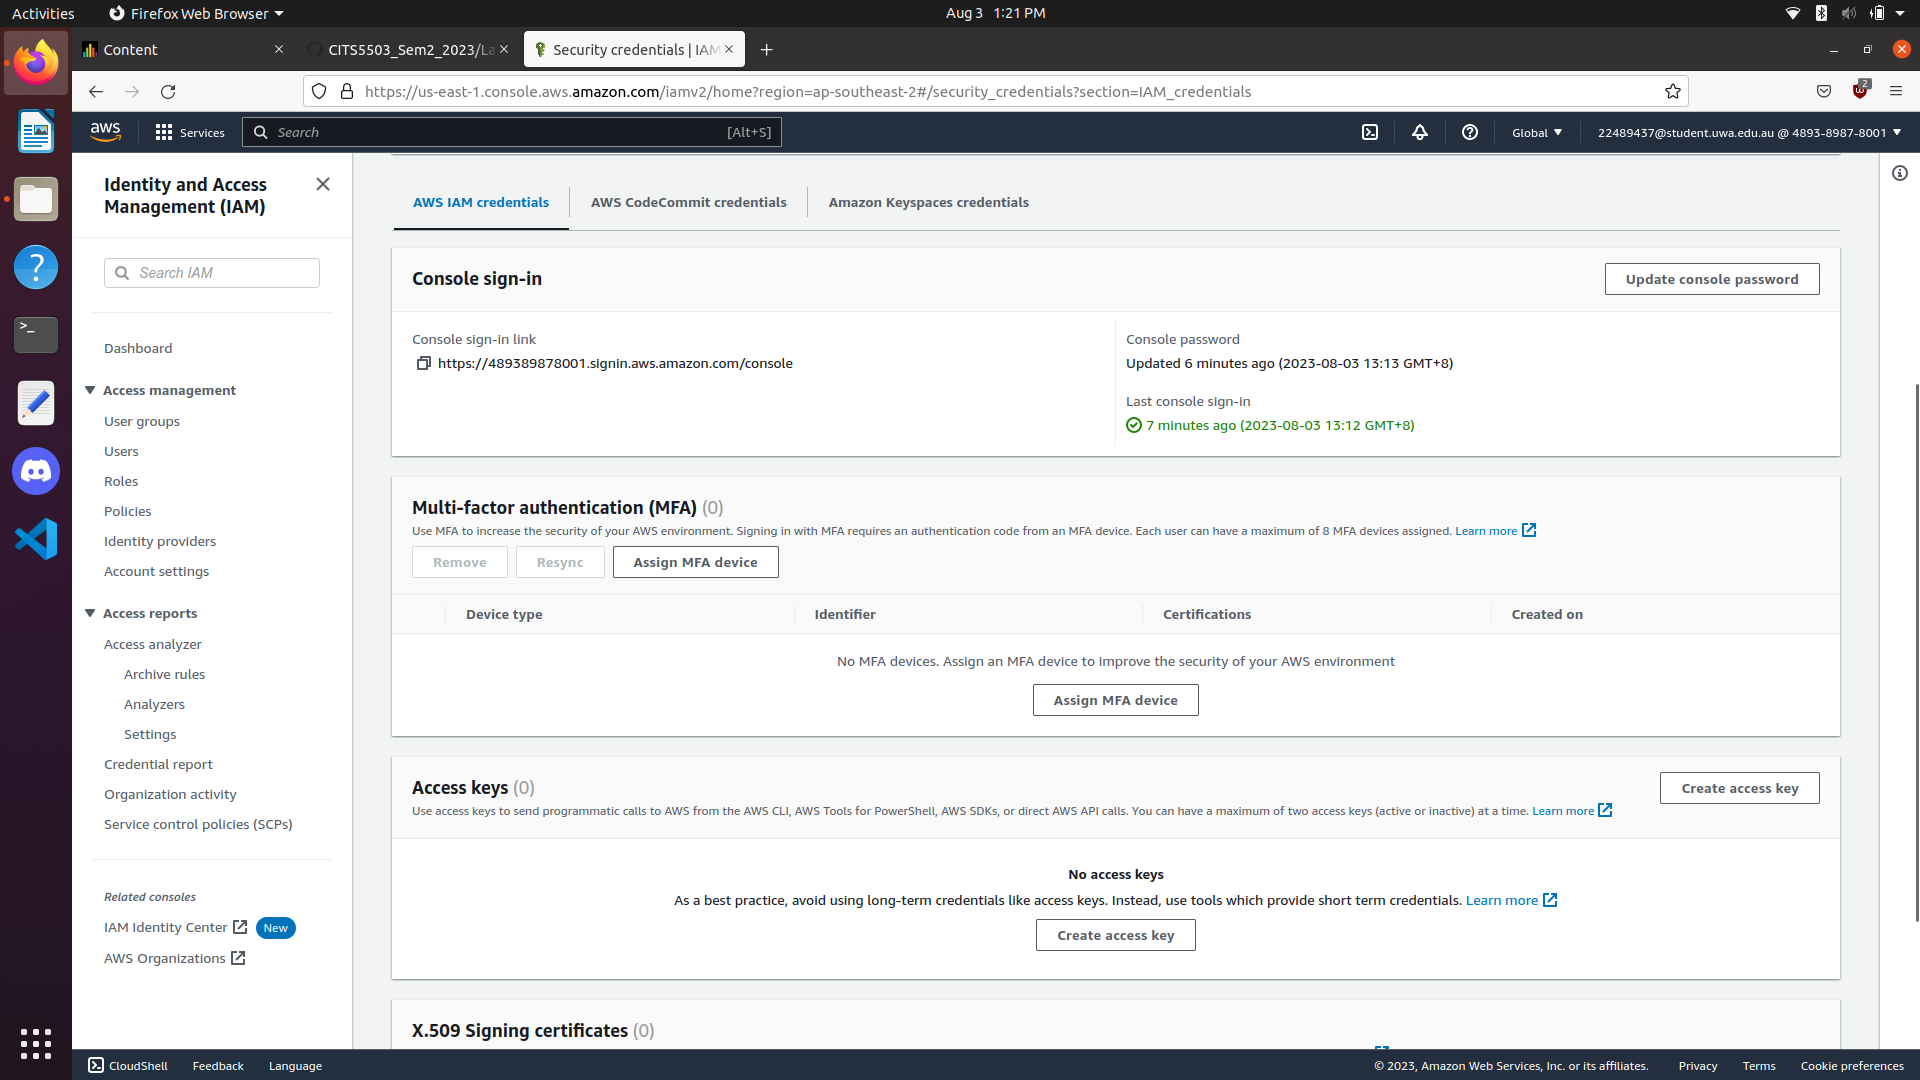 Activities
Firefox Web Browser
Aug 3 1:21 PM
Content
CITS5503_Sem2_2023/La
Security credentials | IAM
https://us-east-1.console.aws.amazon.com/iamv2/home?region=ap-southeast-2#/security_credentials?section=IAM_credentials
2
aws
Services
Search
[Alt+S]
Global
22489437@student.uwa.edu.au @ 4893-8987-8001
Identity and Access
Management (IAM)
Search IAM
Dashboard
Access management
User groups
Users
Roles
Policies
Identity providers
Account settings
Access reports
Access analyzer
Archive rules
Analyzers
Settings
Credential report
Organization activity
Service control policies (SCPs)
Related consoles
IAM Identity Center New
AWS Organizations
AWS IAM credentials
AWS CodeCommit credentials
Amazon Keyspaces credentials
Console sign-in
Update console password
Console sign-in link
https://489389878001.signin.aws.amazon.com/console
Console password
Updated 6 minutes ago (2023-08-03 13:13 GMT+8)
Last console sign-in
7 minutes ago (2023-08-03 13:12 GMT+8)
Multi-factor authentication (MFA) (0)
Use MFA to increase the security of your AWS environment. Signing in with MFA requires an authentication code from an MFA device. Each user can have a maximum of 8 MFA devices assigned. Learn more
Remove
Resync
Assign MFA device
Device type
Identifier
Certifications
Created on
No MFA devices. Assign an MFA device to improve the security of your AWS environment
Assign MFA device
Access keys (0)
Create access key
Use access keys to send programmatic calls to AWS from the AWS CLI, AWS Tools for PowerShell, AWS SDKs, or direct AWS API calls. You can have a maximum of two access keys (active or inactive) at a time. Learn more
No access keys
As a best practice, avoid using long-term credentials like access keys. Instead, use tools which provide short term credentials. Learn more
Create access key
X.509 Signing certificates (0)
CloudShell
Feedback
Language
© 2023, Amazon Web Services, Inc. or its affiliates.
Privacy
Terms
Cookie preferences